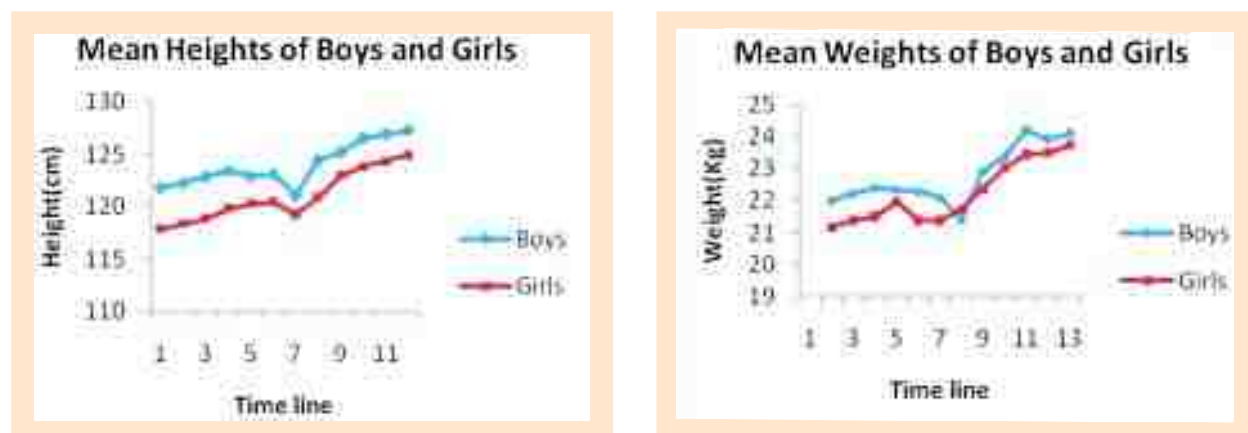 Mean Heights of Boys and Girls
130
125
120
115
110
Height(cm)
Boys
Girls
1 3 5 7 9 11
Time line
Mean Weights of Boys and Girls
25
24
23
22
21
20
19
Weight(Kg)
Boys
Girls
1 3 5 7 9 11 13
Time line